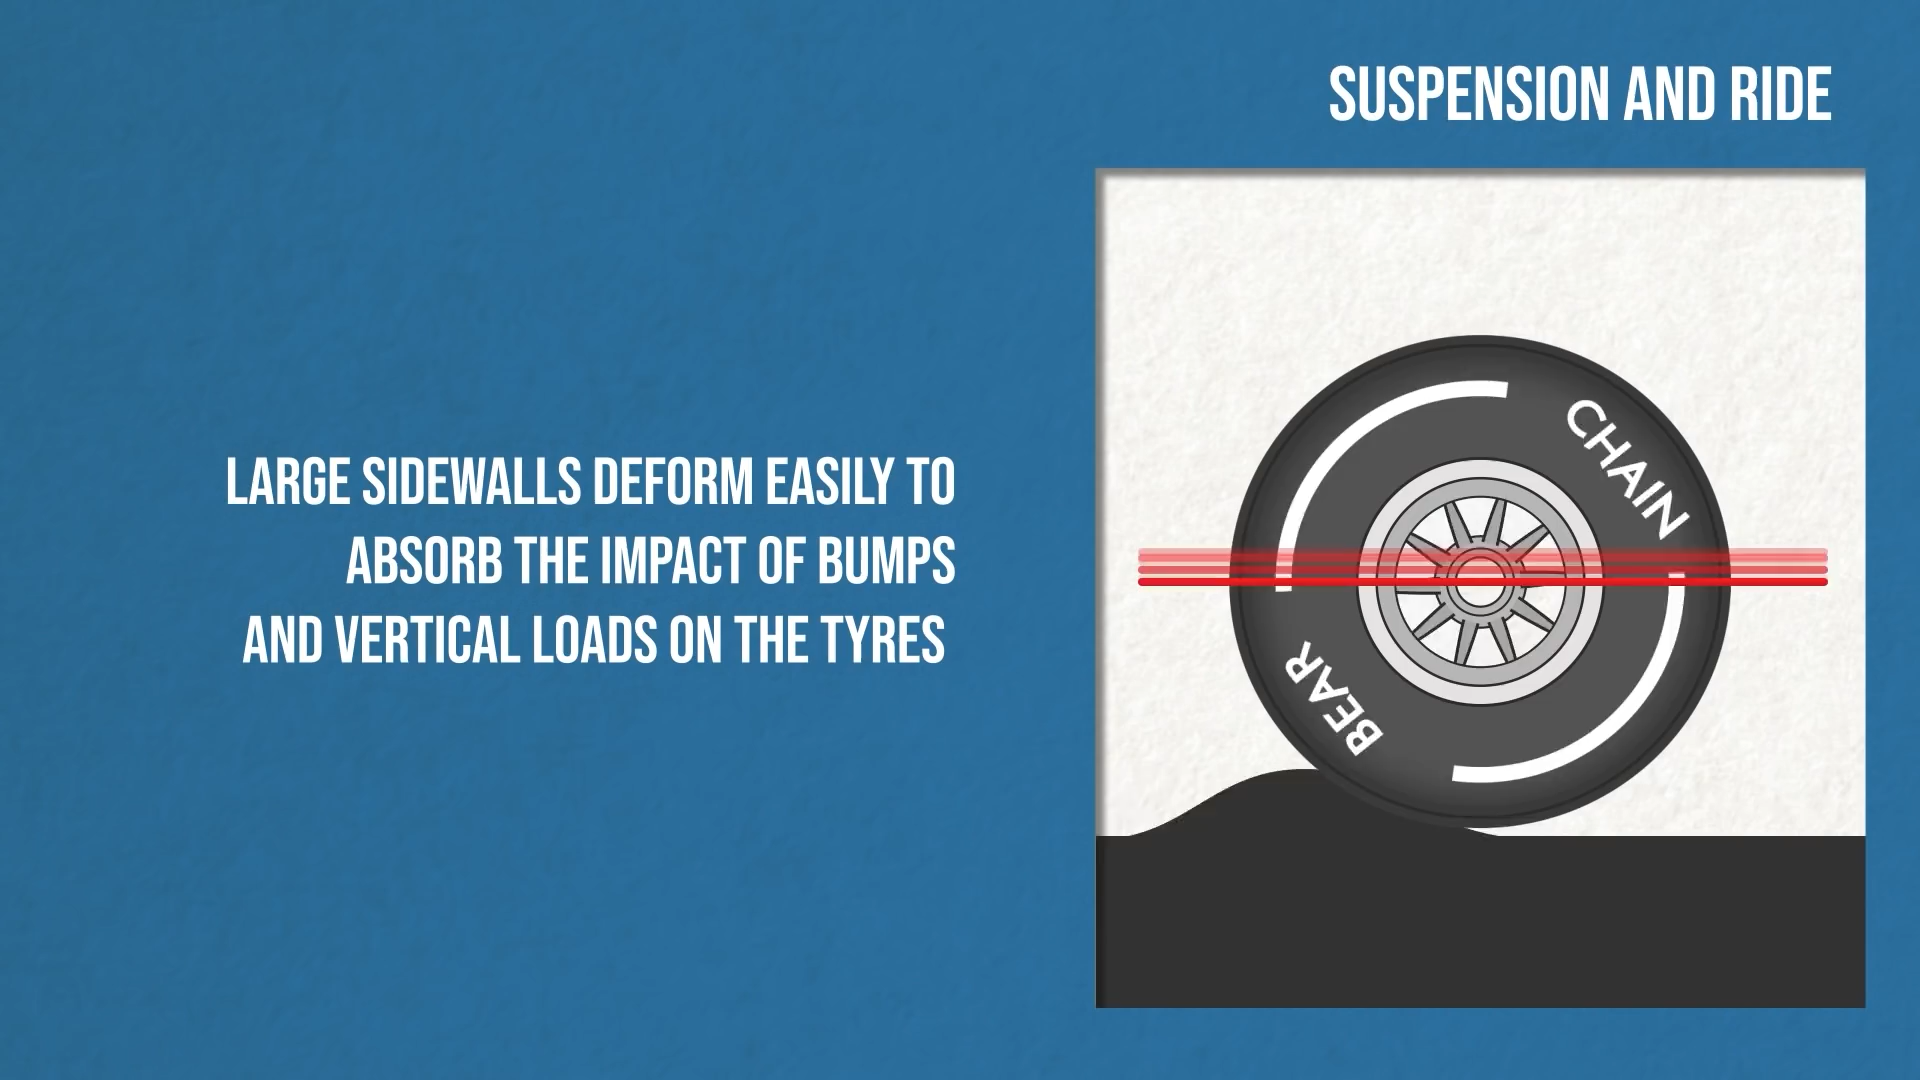 SUSPENSION AND RIDE
LARGE SIDEWALLS DEFORM EASILY TO
ABSORB THE IMPACT OF BUMPS
AND VERTICAL LOADS ON THE TYRES
CHAIN
BEAR